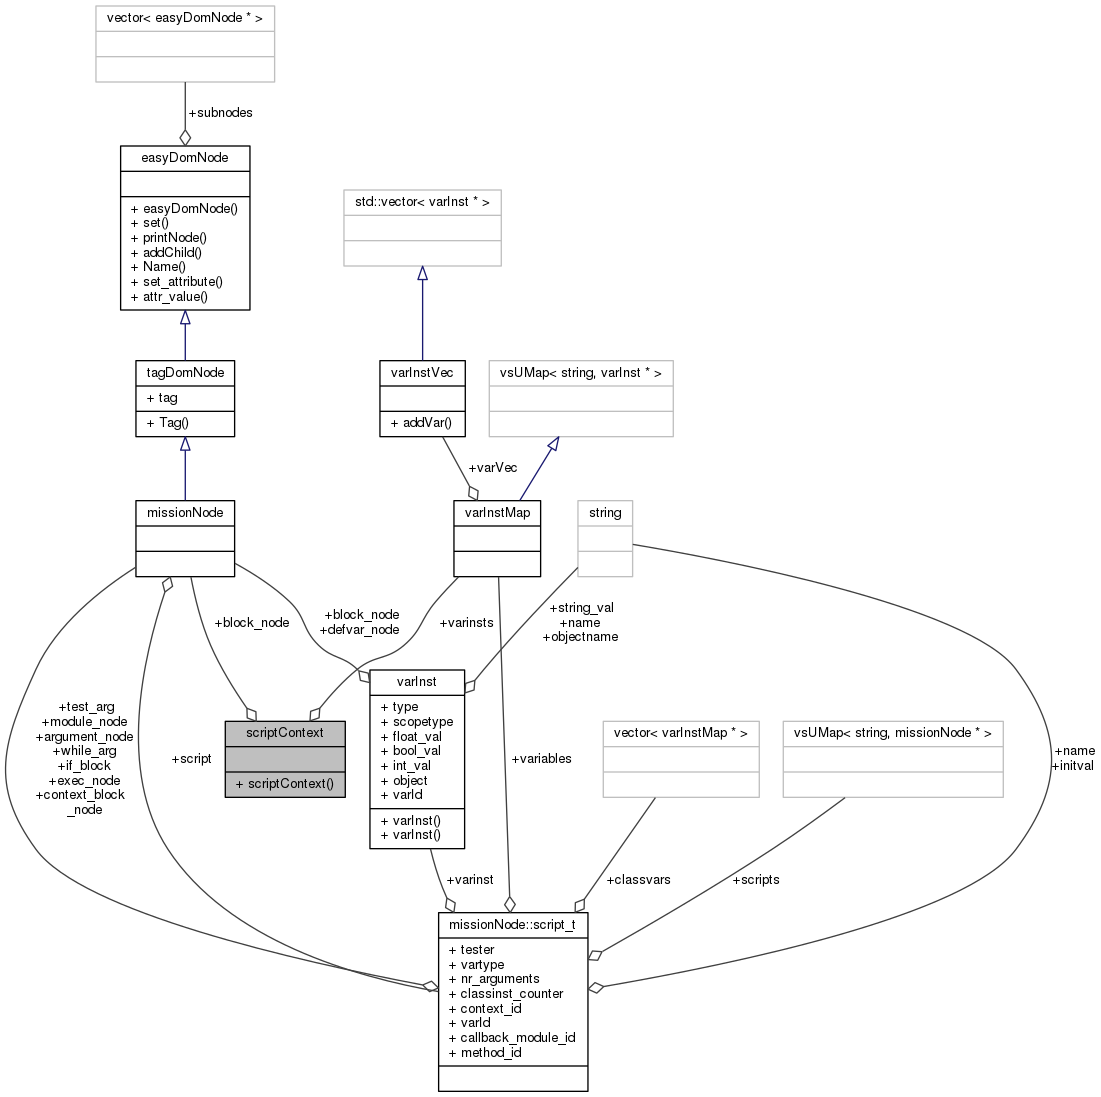 vector< easyDomNode * >
+subnodes
easyDomNode
+ easyDomNode()
+ set()
+ printNode()
+ addChild()
+ Name()
+ set_attribute()
+ attr_value()
std::vector< varInst * >
tagDomNode
+ tag
+ Tag()
varInstVec
+ addVar()
vsUMap< string, varInst * >
+varVec
missionNode
varInstMap
string
+block_node
+block_node
+defvar_node
+varinsts
+string_val
+name
+objectname
+test_arg
+module_node
+argument_node
+while_arg
+if_block
+exec_node
+context_block
_node
+script
scriptContext
+ scriptContext()
varInst
+ type
+ scopetype
+ float_val
+ bool_val
+ int_val
+ object
+ varId
+ varInst()
+ varInst()
+variables
vector< varInstMap * >
vsUMap< string, missionNode * >
+name
+initval
+varinst
+classvars
+scripts
missionNode::script_t
+ tester
+ vartype
+ nr_arguments
+ classinst_counter
+ context_id
+ varId
+ callback_module_id
+ method_id